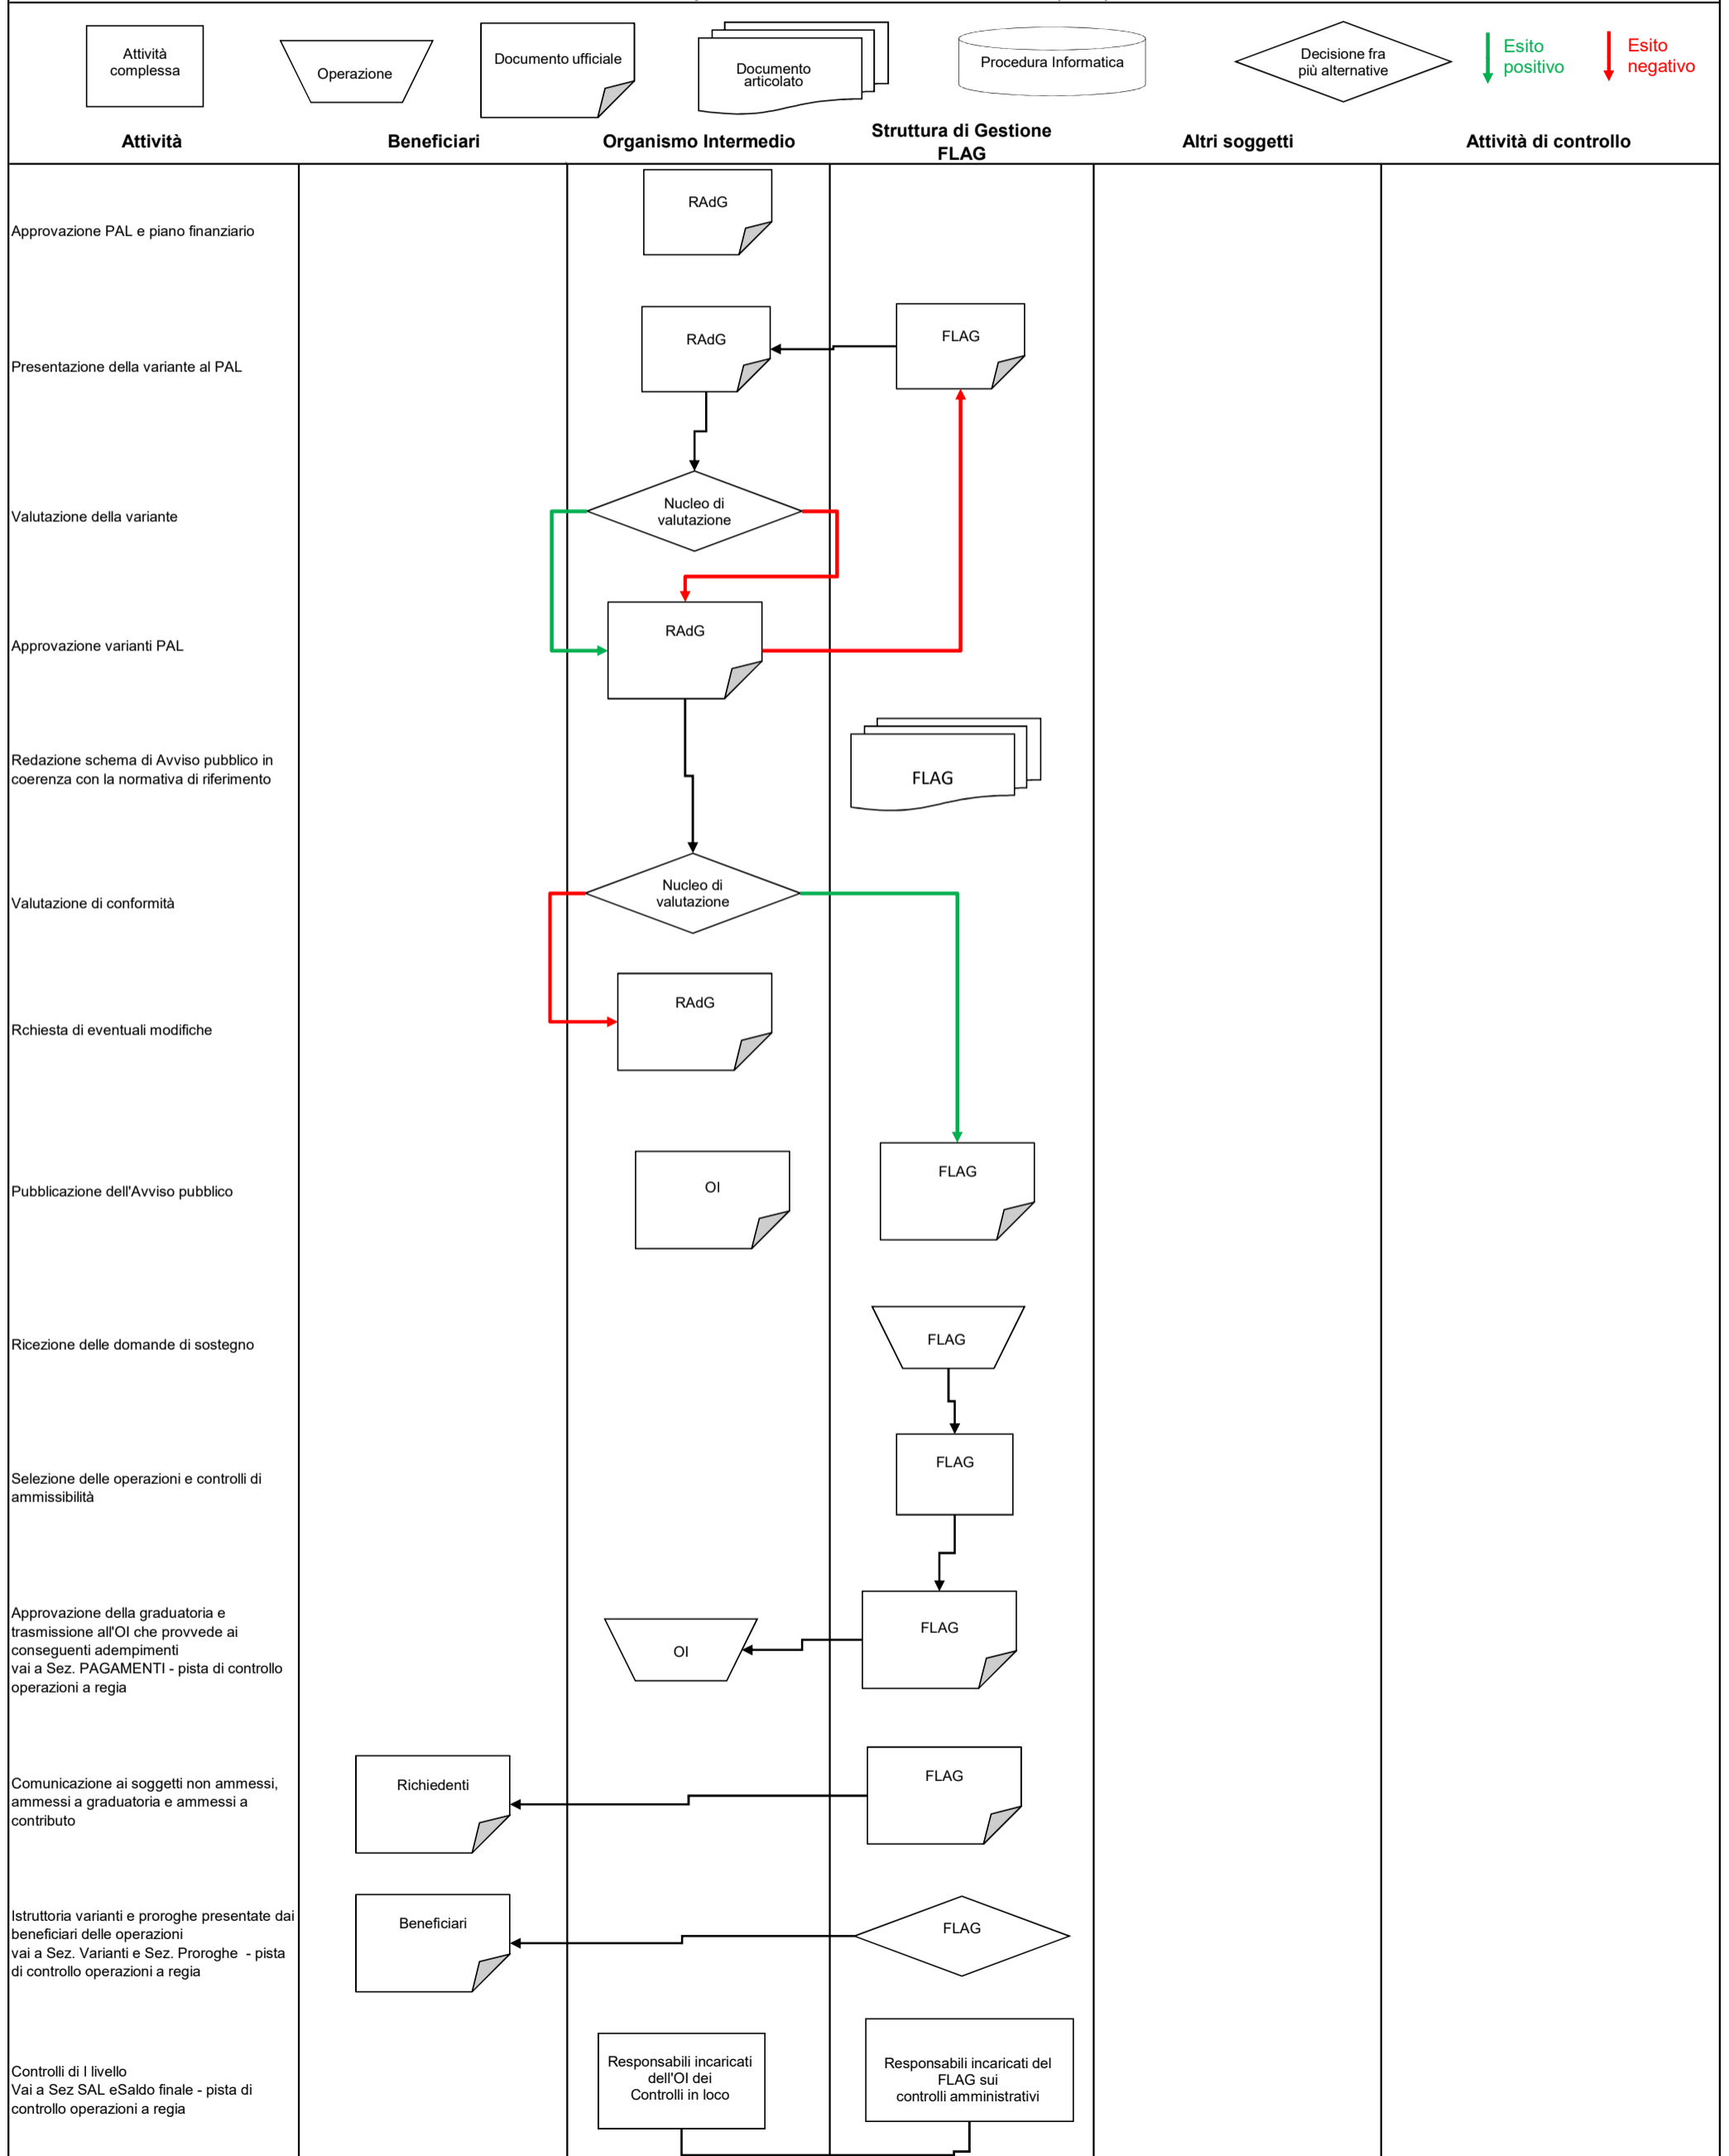 Attività
complessa
Operazione
Documento ufficiale
Documento
articolato
Procedura Informatica
Decisione fra
più alternative
Esito
positivo
Esito
negativo
Attività
Beneficiari
Organismo Intermedio
Struttura di Gestione
FLAG
Altri soggetti
Attività di controllo
Approvazione PAL e piano finanziario
RAdG
Presentazione della variante al PAL
RAdG
FLAG
Valutazione della variante
Nucleo di
valutazione
Approvazione varianti PAL
RAdG
Redazione schema di Avviso pubblico in
coerenza con la normativa di riferimento
FLAG
Valutazione di conformità
Nucleo di
valutazione
Rchiesta di eventuali modifiche
RAdG
Pubblicazione dell'Avviso pubblico
OI
FLAG
Ricezione delle domande di sostegno
FLAG
Selezione delle operazioni e controlli di
ammissibilità
FLAG
Approvazione della graduatoria e
trasmissione all'OI che provvede ai
conseguenti adempimenti
vai a Sez. PAGAMENTI - pista di controllo
operazioni a regia
OI
FLAG
Comunicazione ai soggetti non ammessi,
ammessi a graduatoria e ammessi a
contributo
Richiedenti
FLAG
Istruttoria varianti e proroghe presentate dai
beneficiari delle operazioni
vai a Sez. Varianti e Sez. Proroghe - pista
di controllo operazioni a regia
Beneficiari
FLAG
Controlli di I livello
Vai a Sez SAL eSaldo finale - pista di
controllo operazioni a regia
Responsabili incaricati
dell'OI dei
Controlli in loco
Responsabili incaricati del
FLAG sui
controlli amministrativi